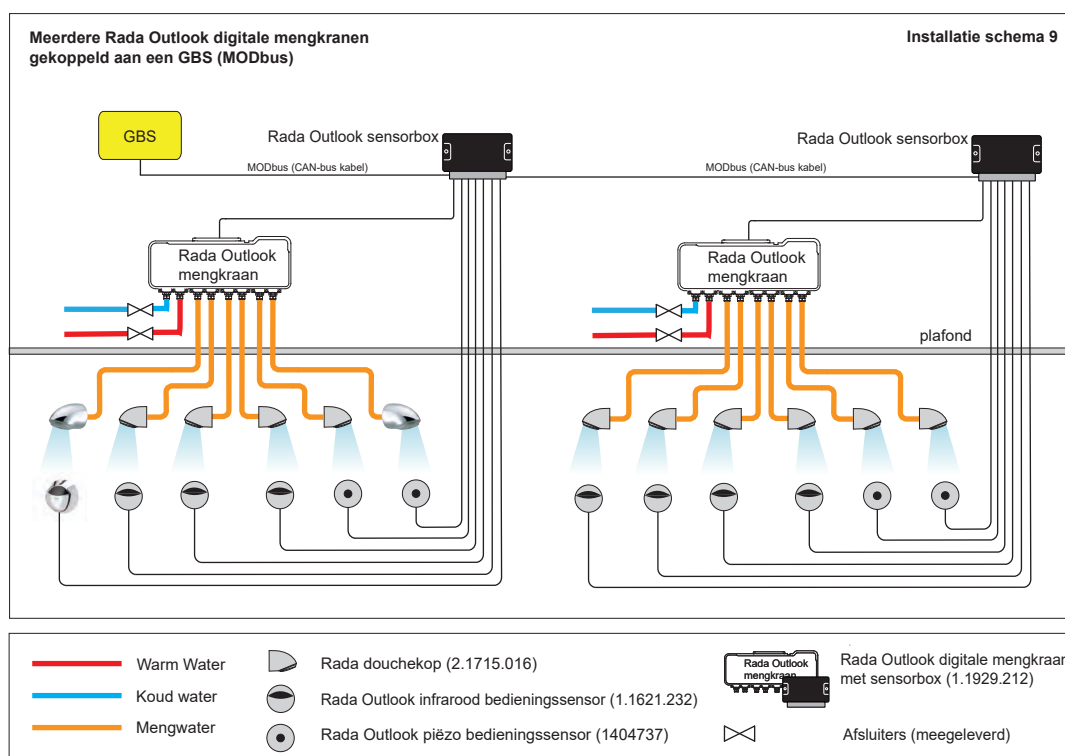 Meerdere Rada Outlook digitale mengkranen
gekoppeld aan een GBS (MODbus)
Installatie schema 9
GBS
Rada Outlook sensorbox
Rada Outlook sensorbox
MODbus (CAN-bus kabel)
MODbus (CAN-bus kabel)
Rada Outlook
mengkraan
Rada Outlook
mengkraan
plafond
Warm Water
Koud water
Mengwater
Rada douchekop (2.1715.016)
Rada Outlook infrarood bedieningssensor (1.1621.232)
Rada Outlook piëzo bedieningssensor (1404737)
Rada Outlook
mengkraan
Rada Outlook digitale mengkraan
met sensorbox (1.1929.212)
Afsluiters (meegeleverd)